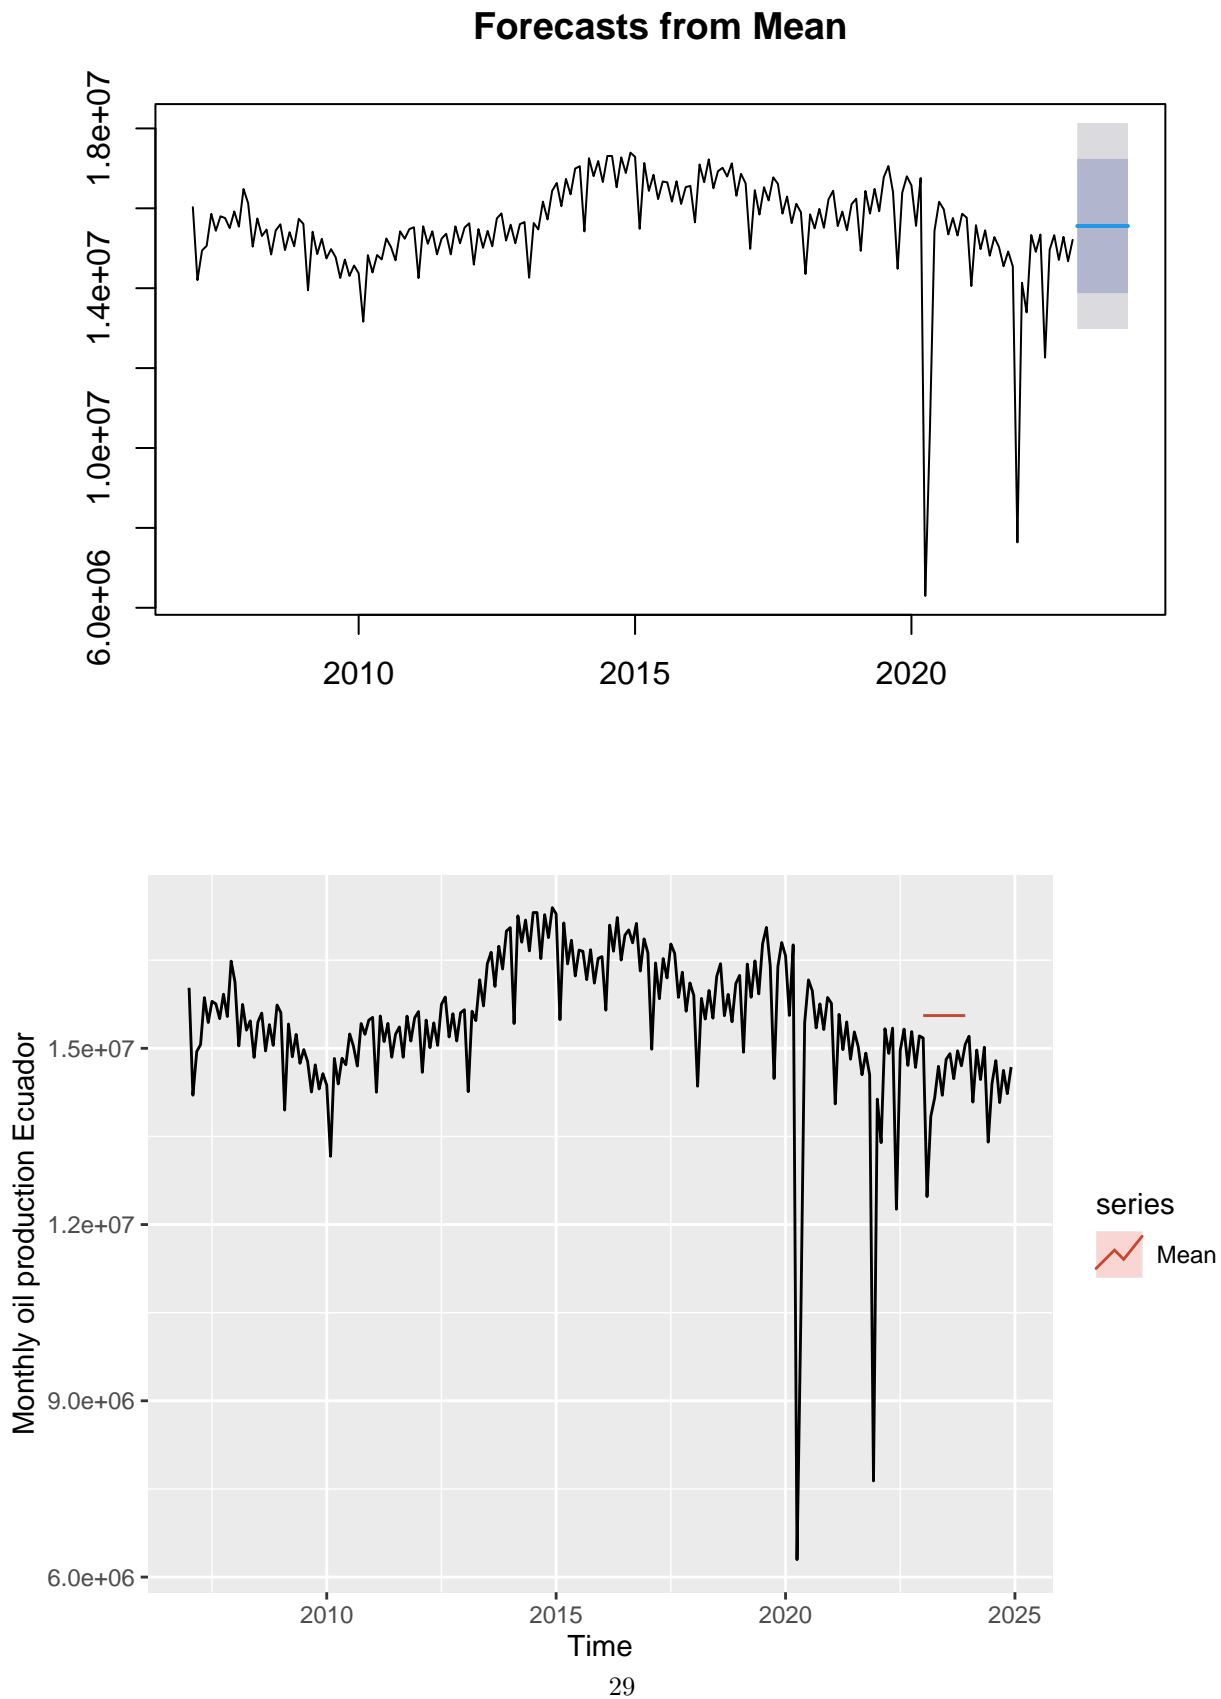 Forecasts from Mean
1.8e+07
1.4e+07
1.0e+07
6.0e+06
2010 2015 2020
Monthly oil production Ecuador
1.5e+07
1.2e+07
9.0e+06
6.0e+06
2010 2015 2020 2025
Time
series
Mean
29